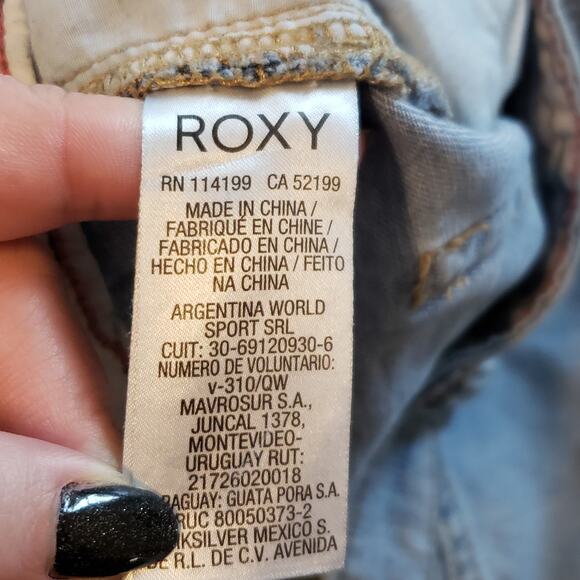 ROXY
RN 114199 CA 52199
MADE IN CHINA /
FABRIQUÉ EN CHINE /
FABRICADO EN CHINA /
HECHO EN CHINA / FEITO
NA CHINA
ARGENTINA WORLD
SPORT SRL
CUIT: 30-69120930-6
NUMERO DE VOLUNTARIO:
v-310/QW
MAVROSUR S.A.,
JUNCAL 1378,
MONTEVIDEO-
URUGUAY RUT:
21726020018
GUATA PORA S.A.
RUC 80050373-2
MEXICO S.
DE R.L. DE C.V. AVENIDA